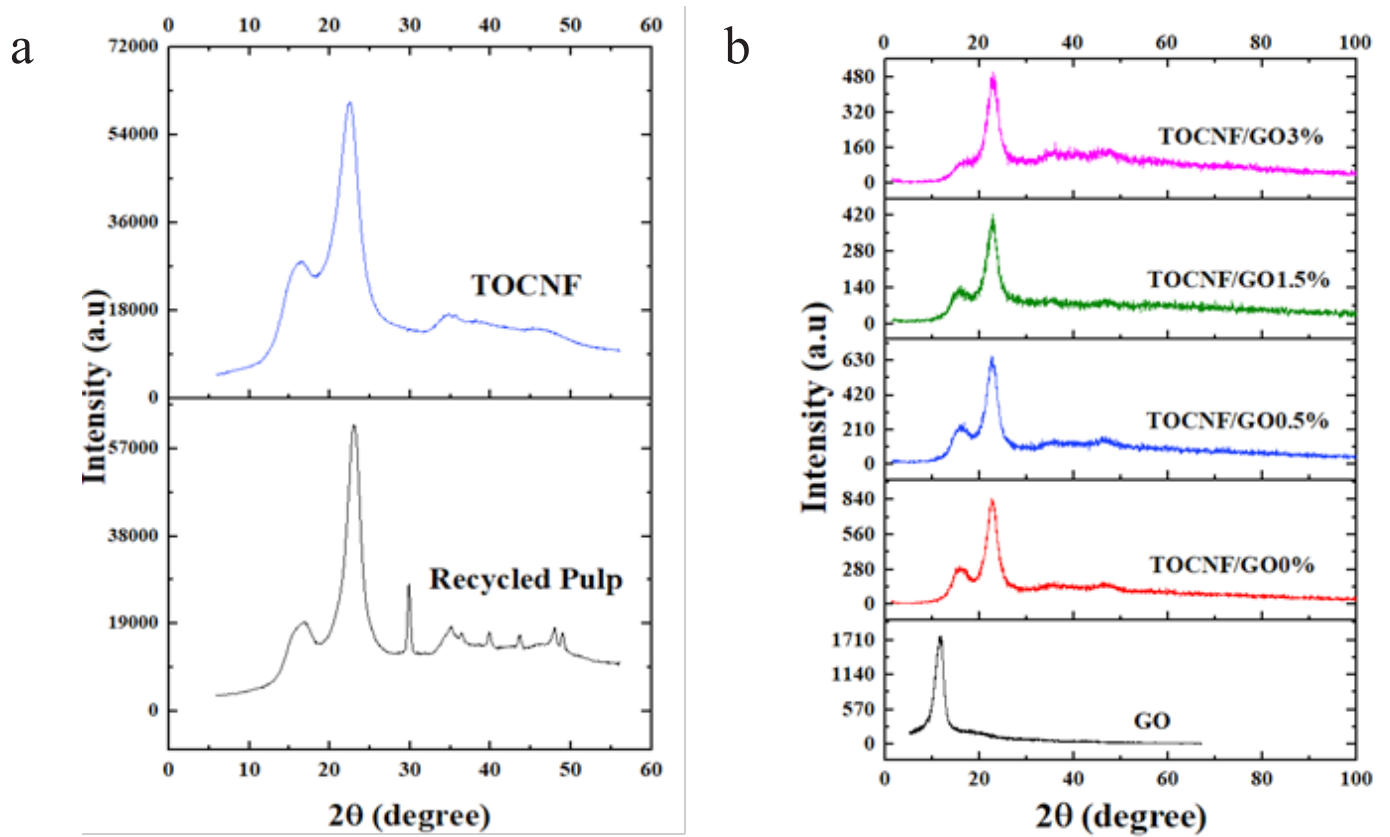 a
0 10 20 30 40 50 60
72000
54000
36000
18000
0
TOCNF
57000
38000
19000
0
Recycled Pulp
Intensity (a.u)
0 10 20 30 40 50 60
2θ (degree)
b
0 20 40 60 80 100
480
320
160
0
TOCNF/GO3%
420
280
140
0
TOCNF/GO1.5%
630
420
210
0
TOCNF/GO0.5%
840
560
280
0
TOCNF/GO0%
1710
1140
570
0
GO
Intensity (a.u)
0 20 40 60 80 100
2θ (degree)